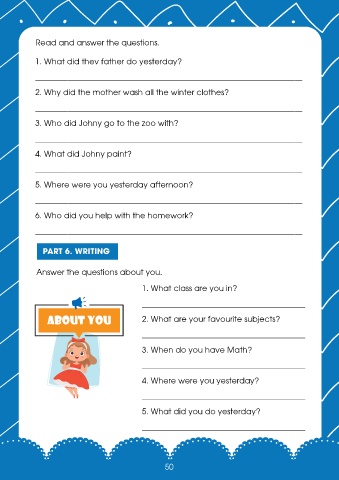 Read and answer the questions.
1. What did thev father do yesterday?
2. Why did the mother wash all the winter clothes?
3. Who did Johny go to the zoo with?
4. What did Johny paint?
5. Where were you yesterday afternoon?
6. Who did you help with the homework?
PART 6. WRITING
Answer the questions about you.
1. What class are you in?
ABOUT YOU
2. What are your favourite subjects?
3. When do you have Math?
4. Where were you yesterday?
5. What did you do yesterday?
50